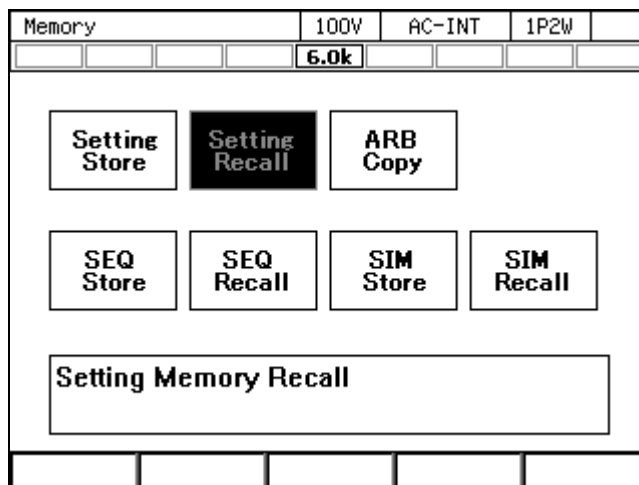 Memory 100V AC-INT 1P2W
6.0k
Setting Store
Setting Recall
ARB Copy
SEQ Store
SEQ Recall
SIM Store
SIM Recall
Setting Memory Recall